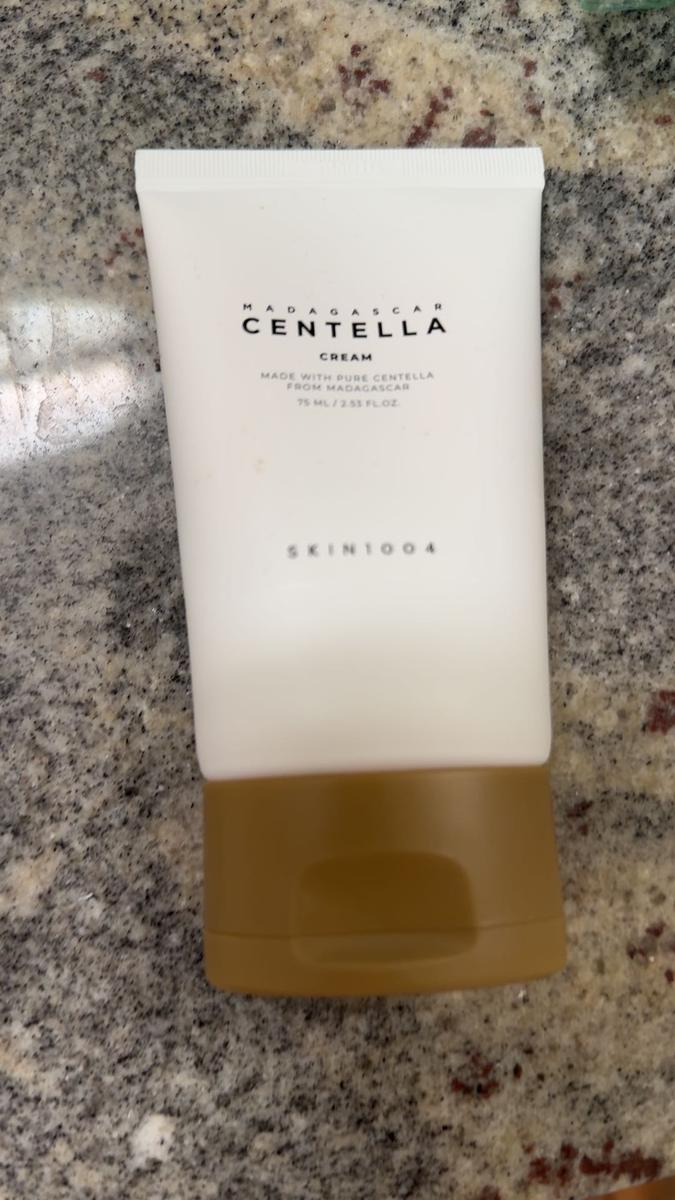 MADAGASCAR
CENTELLA
CREAM
MADE WITH PURE CENTELLA
FROM MADAGASCAR
75 ML / 2.53 FL.OZ.
SKIN1004